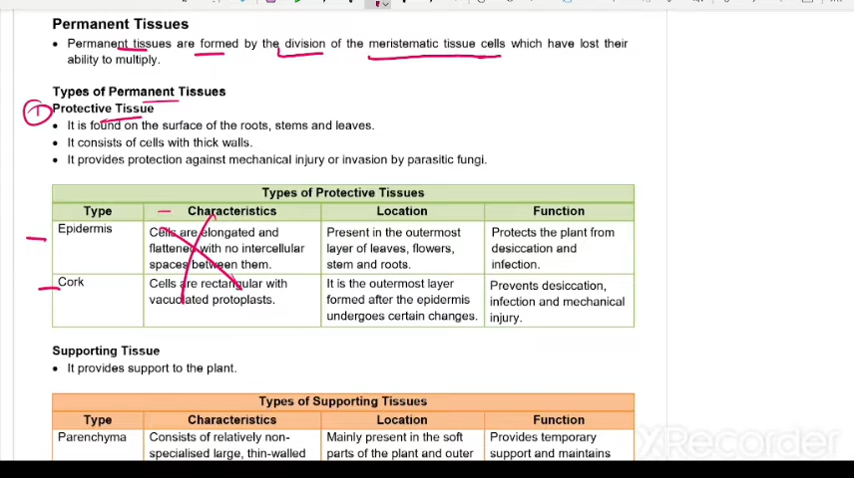 Permanent Tissues
• Permanent tissues are formed by the division of the meristematic tissue cells which have lost their
ability to multiply.
Types of Permanent Tissues
1 Protective Tissue
• It is found on the surface of the roots, stems and leaves.
• It consists of cells with thick walls.
• It provides protection against mechanical injury or invasion by parasitic fungi.
Types of Protective Tissues
Type Characteristics Location Function
Epidermis
Cells are elongated and
flattened with no intercellular
spaces between them.
Present in the outermost
layer of leaves, flowers,
stem and roots.
Protects the plant from
desiccation and
infection.
Cork
Cells are rectangular with
vacuolated protoplasts.
It is the outermost layer
formed after the epidermis
undergoes certain changes.
Prevents desiccation,
infection and mechanical
injury.
Supporting Tissue
• It provides support to the plant.
Types of Supporting Tissues
Type Characteristics Location Function
Parenchyma
Consists of relatively non-
specialised large, thin-walled
Mainly present in the soft
parts of the plant and outer
Provides temporary
support and maintains
XRecorder